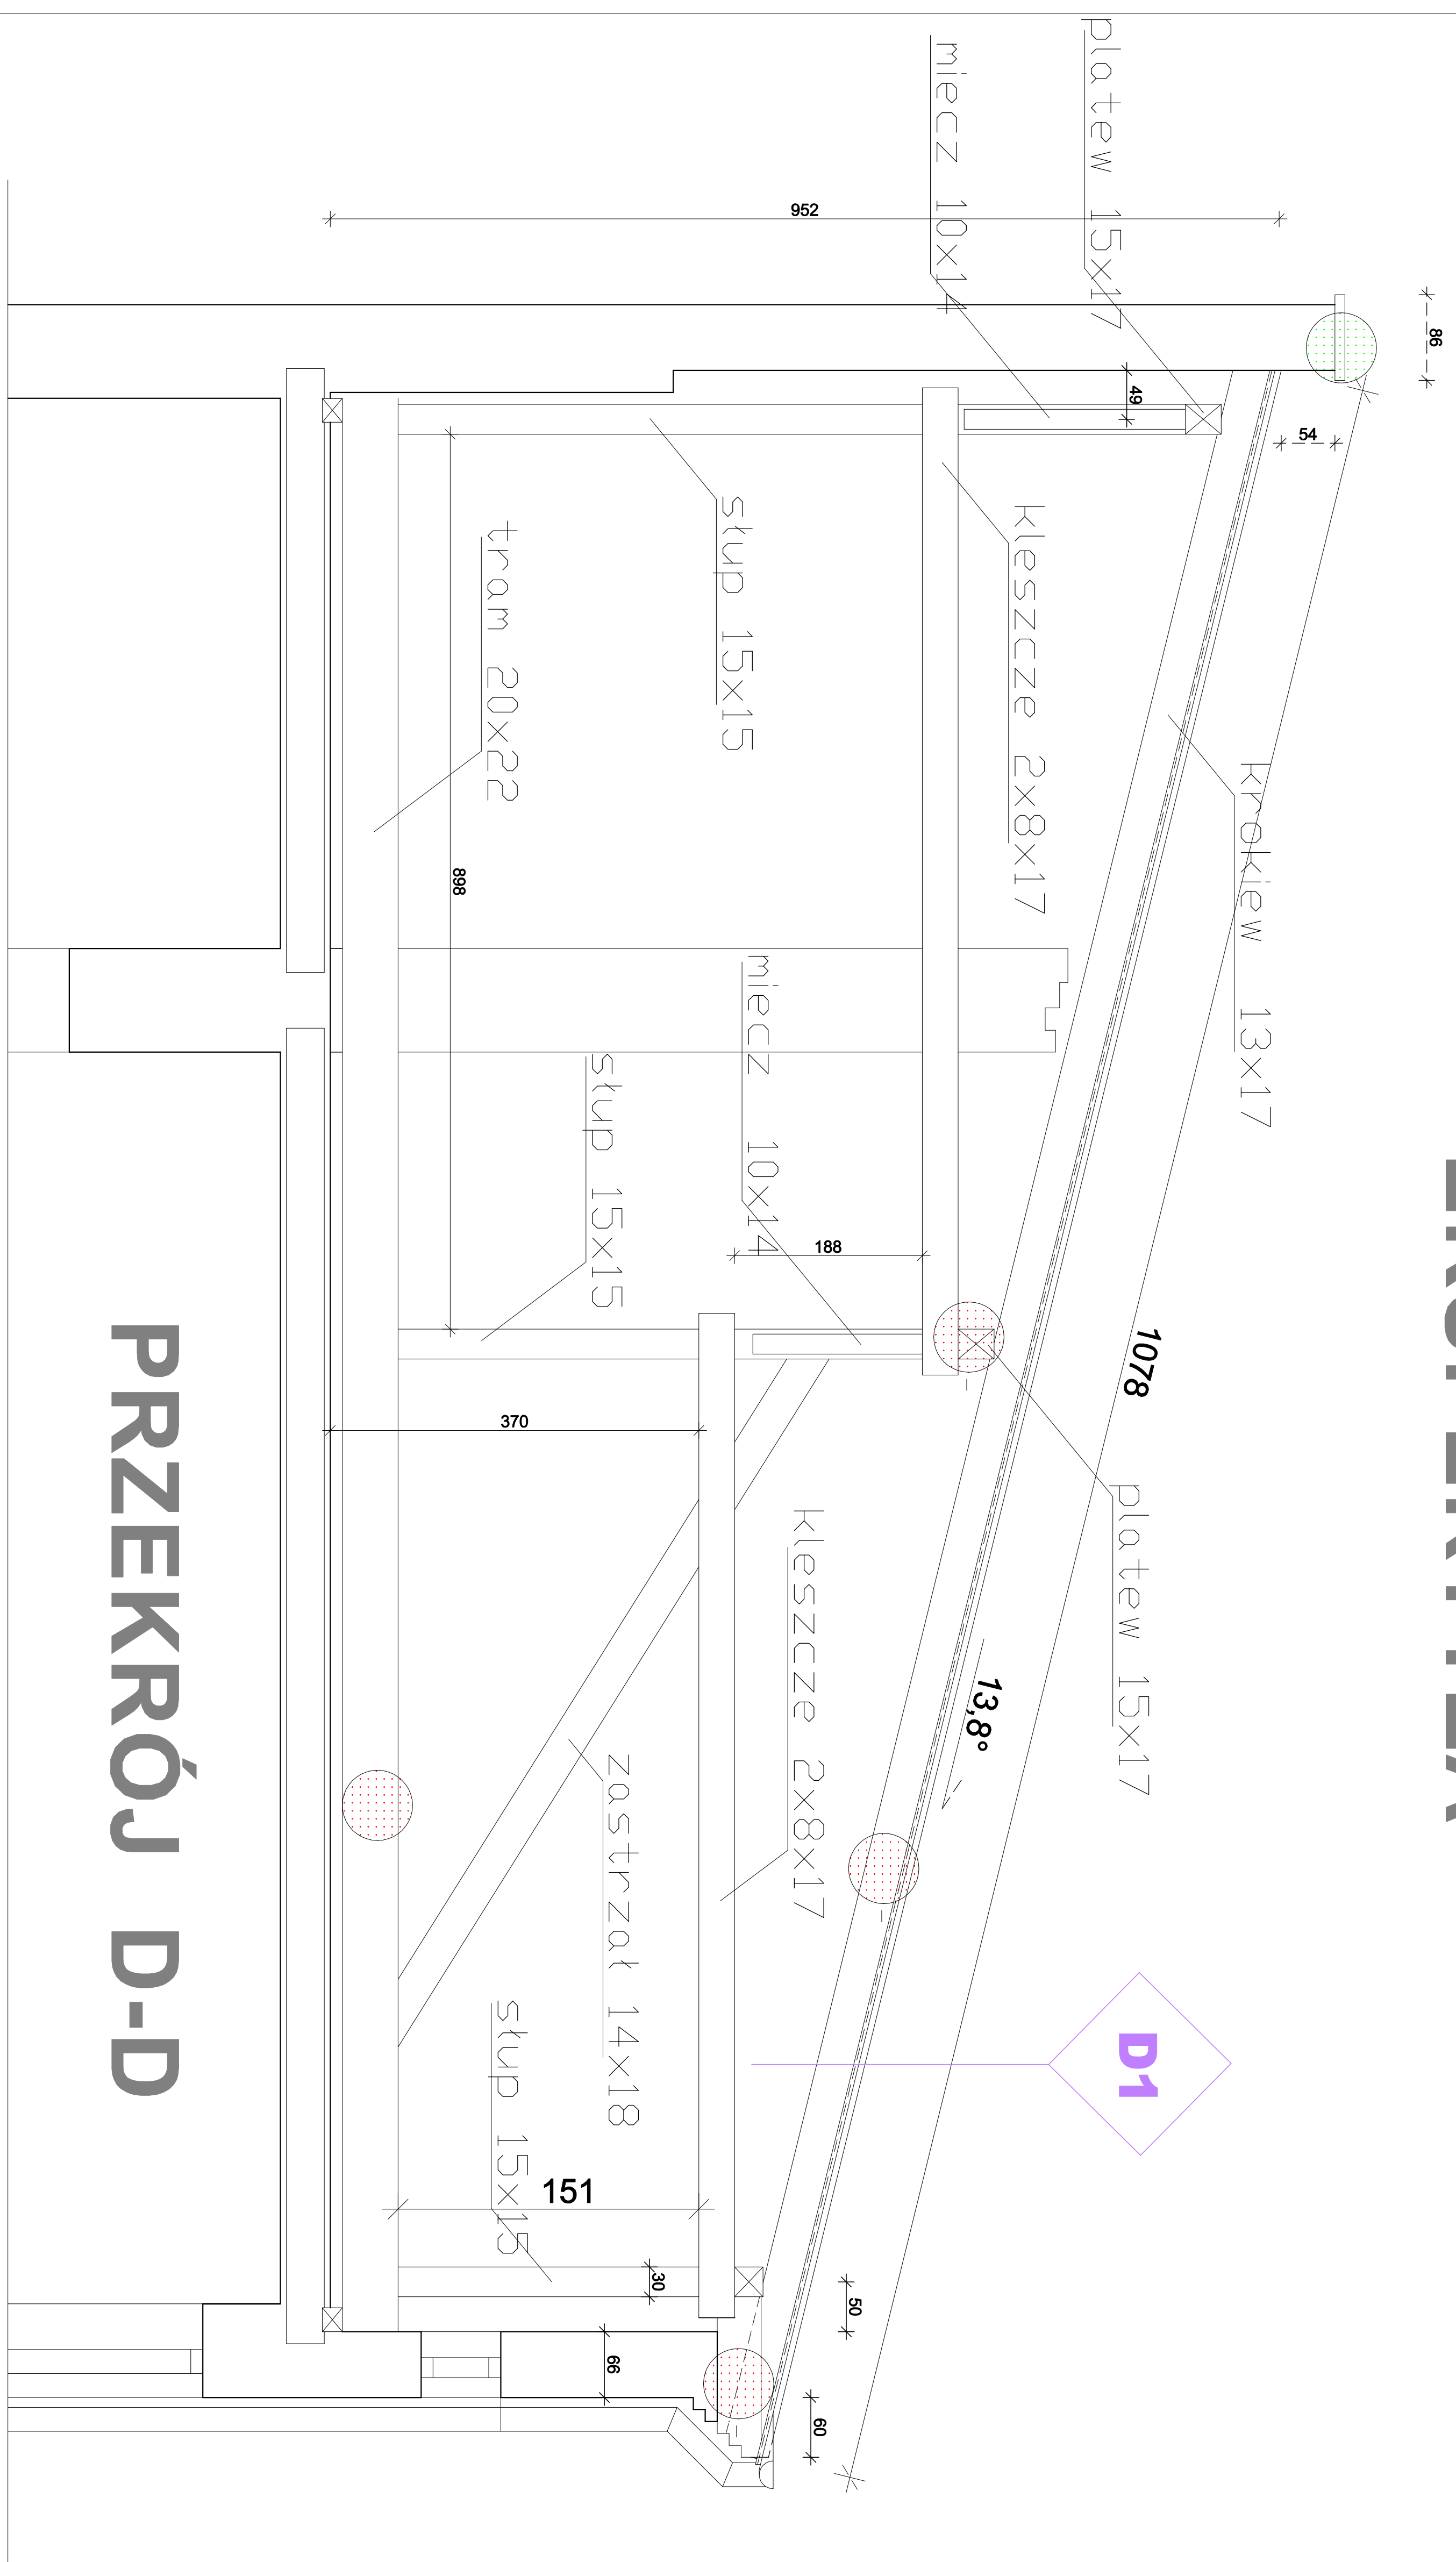 86
54
49
952
płatew 15x17
miecz 10x14
krokiew 13x17
kleszcze 2x8x17
słup 15x15
tram 20x22
898
1078
płatew 15x17
miecz 10x14
188
słup 15x15
370
13,8°
kleszcze 2x8x17
zastrzał 14x18
D1
słup 15x15
151
30
50
66
60
PRZEKRÓJ D-D